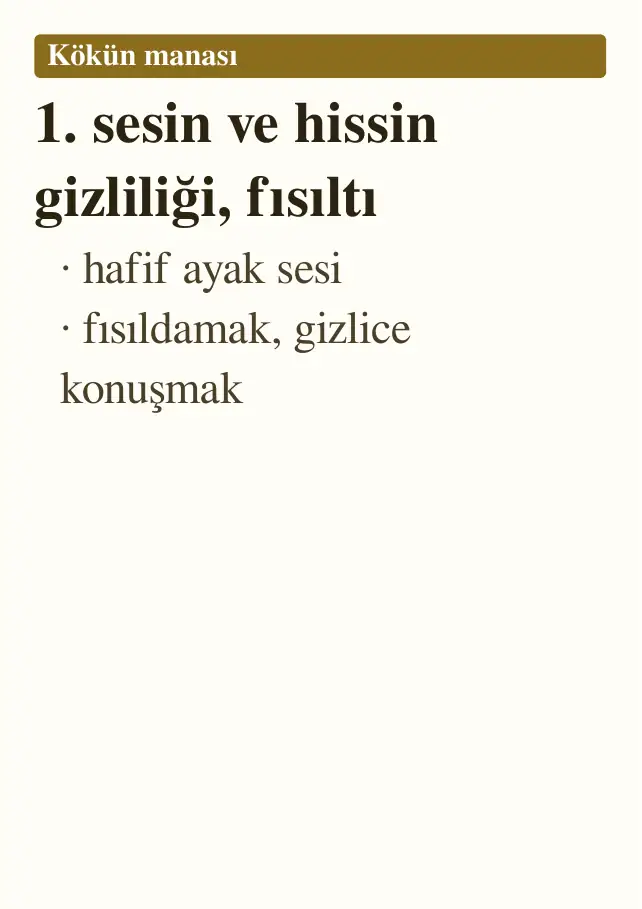 Kökün manası
1. sesin ve hissin
gizliliği, fısıltı
· hafif ayak sesi
· fısıldamak, gizlice
konuşmak